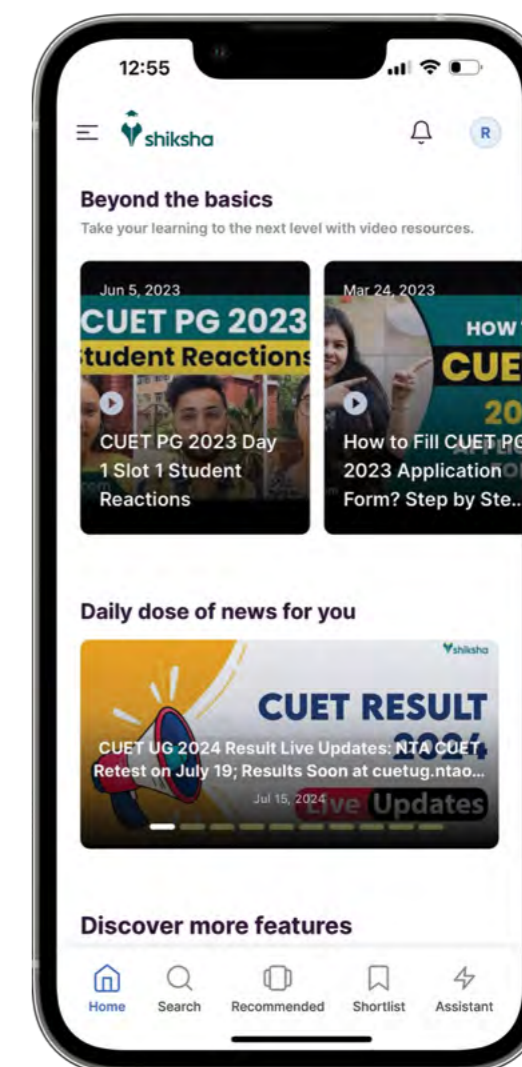 12:55
shiksha
R
Beyond the basics
Take your learning to the next level with video resources.
Jun 5, 2023
CUET PG 2023
Student Reactions
CUET PG 2023 Day
1 Slot 1 Student
Reactions
Mar 24, 2023
HOW
CUE
20
How to Fill CUET PG
2023 Application
Form? Step by Ste...
Daily dose of news for you
shiksha
CUET RESULT
2024
CUET UG 2024 Result Live Updates: NTA CUET
Retest on July 19; Results Soon at cuetug.ntao...
Jul 15, 2024
Live Updates
Discover more features
Home
Search
Recommended
Shortlist
Assistant